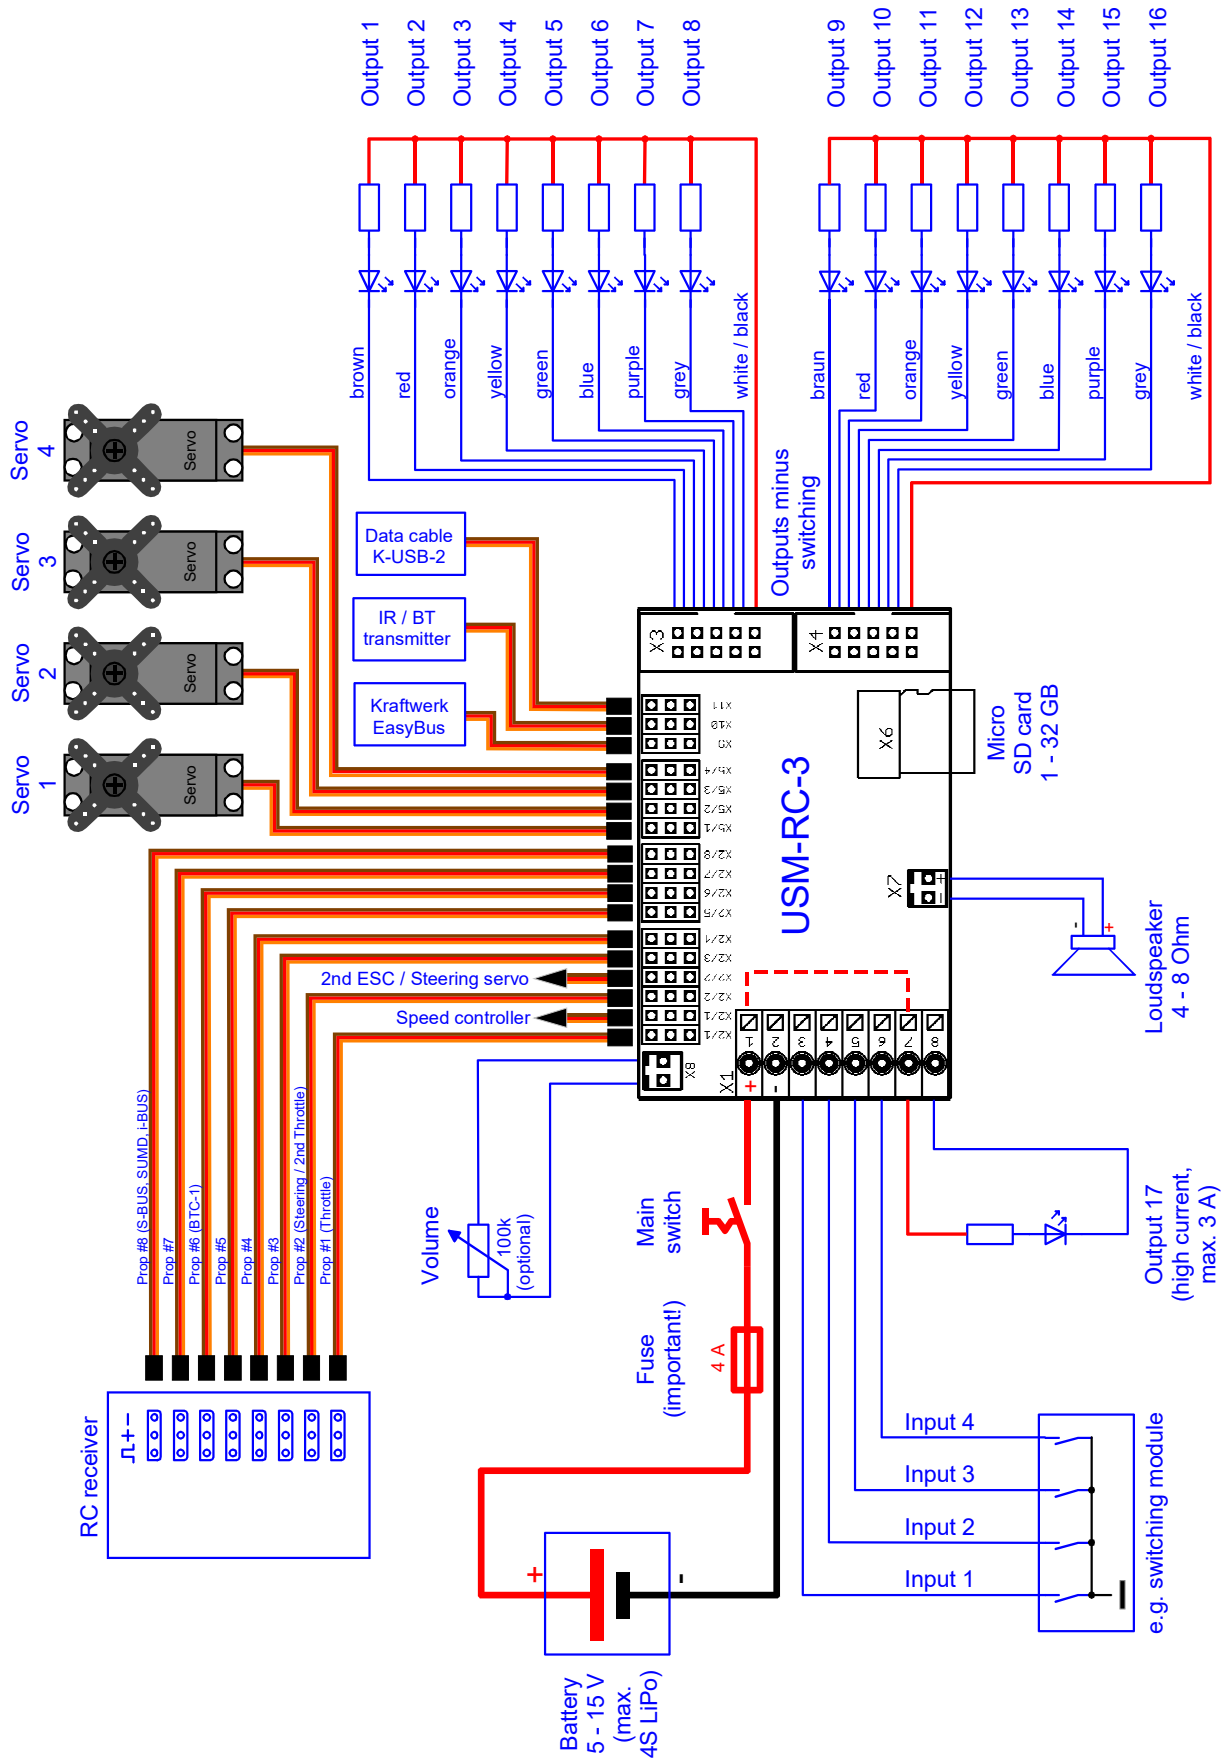 Output 1
Output 2
Output 3
Output 4
Output 5
Output 6
Output 7
Output 8
Output 9
Output 10
Output 11
Output 12
Output 13
Output 14
Output 15
Output 16
brown
red
orange
yellow
green
blue
purple
grey
white / black
braun
red
orange
yellow
green
blue
purple
grey
white / black
Servo
4
Servo
3
Servo
2
Servo
1
Servo
Servo
Servo
Servo
Data cable
K-USB-2
IR / BT
transmitter
Kraftwerk
EasyBus
Outputs minus
switching
X3
X4
X11
X10
X9
X5/4
X5/3
X5/2
X5/1
X2/8
X2/7
X2/6
X2/5
X2/3
X2/2
X2/1
X2/1
X8
X6
Micro
SD card
1 - 32 GB
USM-RC-3
X7
+
-
-
+
Loudspeaker
4 - 8 Ohm
2nd ESC / Steering servo
Speed controller
X1
1
2
3
4
5
6
7
8
+
-
Prop #8 (S-BUS, SUMD, i-BUS)
Prop #7
Prop #6 (BTC-1)
Prop #5
Prop #4
Prop #3
Prop #2 (Steering / 2nd Throttle)
Prop #1 (Throttle)
RC receiver
+
-
Volume
100k
(optional)
Main
switch
Fuse
(important!)
4 A
Output 17
(high current,
max. 3 A)
Input 4
Input 3
Input 2
Input 1
e.g. switching module
+
-
Battery
5 - 15 V
(max.
4S LiPo)